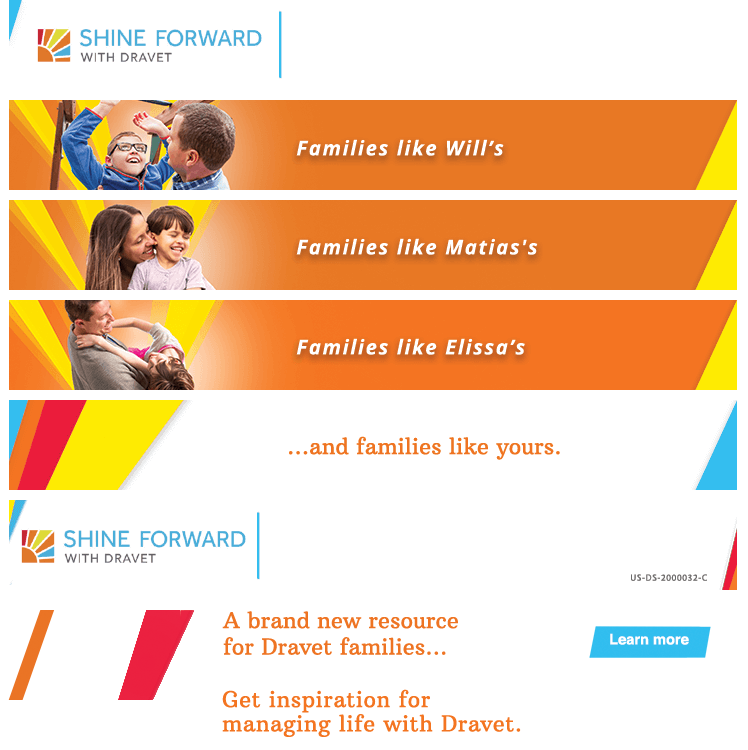 SHINE FORWARD
WITH DRAVET
Families like Will’s
Families like Matias's
Families like Elissa’s
...and families like yours.
SHINE FORWARD
WITH DRAVET
US-DS-2000032-C
A brand new resource
for Dravet families...
Learn more
Get inspiration for
managing life with Dravet.